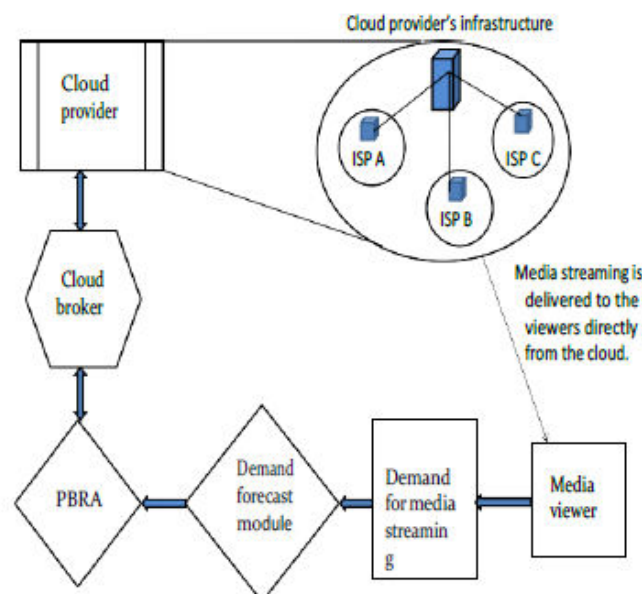 Cloud provider's infrastructure
Cloud
provider
ISP A
ISP C
ISP B
Cloud
broker
Media streaming is
delivered to the
viewers directly
from the cloud.
PBRA
Demand
forecast
module
Demand
for media
streamin
g
Media
viewer